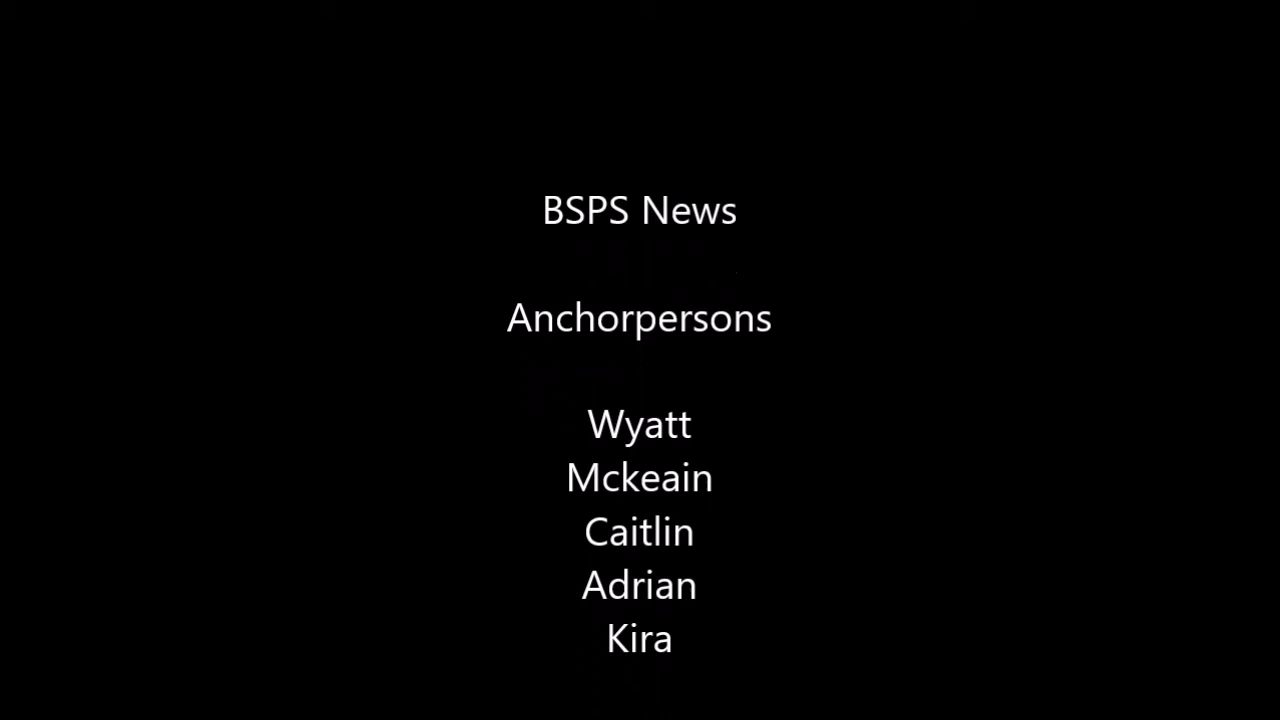 BSPS News
Anchorpersons
Wyatt
Mckeain
Caitlin
Adrian
Kira